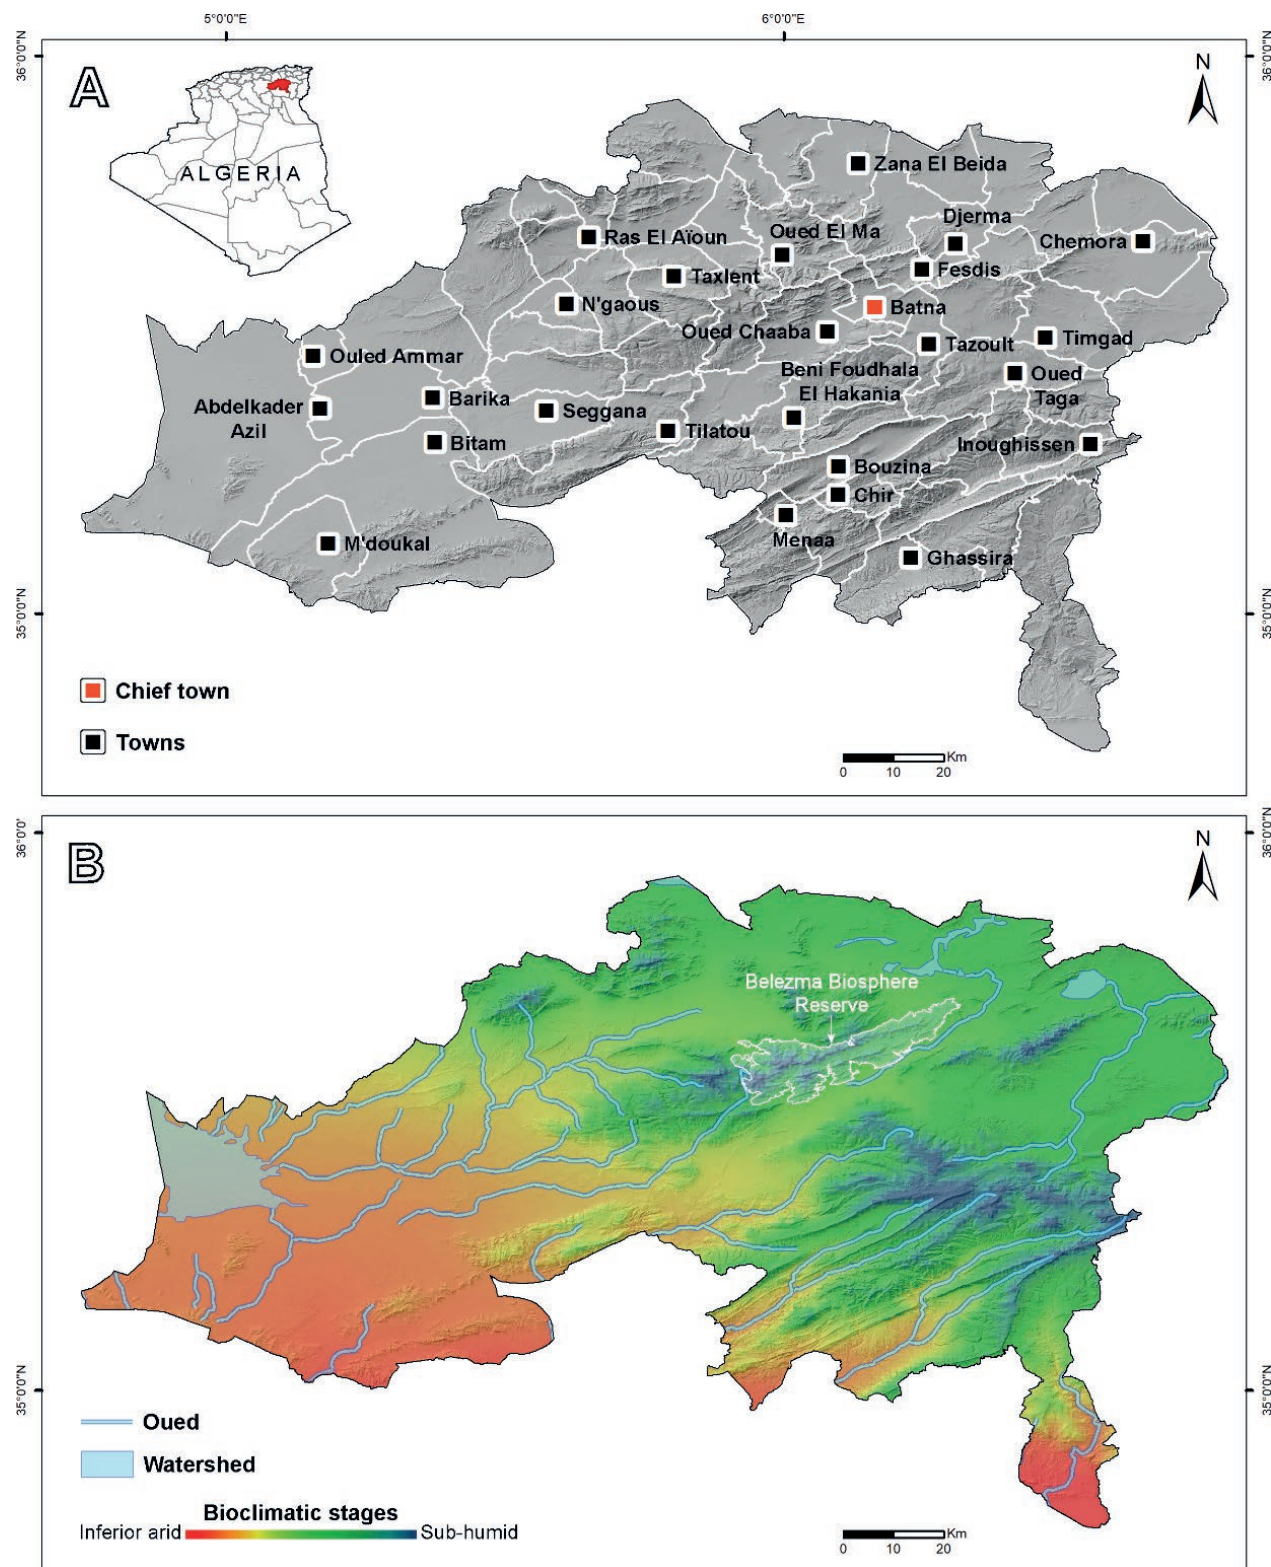 5°0'0"E
6°0'0"E
36°0'0"N
36°0'0"N
A
ALGERIA
N
Zana El Beida
Djerma
Oued El Ma
Chemora
Ras El Aïoun
Fesdis
Taxlent
N'gaous
Batna
Oued Chaaba
Timgad
Tazoult
Ouled Ammar
Beni Foudhala
El Hakania
Oued
Taga
Barika
Abdelkader
Azil
Seggana
Tilatou
Inoughissen
Bitam
Bouzina
Chir
Menaa
M'doukal
Ghassira
35°0'0"N
35°0'0"N
Chief town
Towns
Km
0 10 20
36°0'0'
36°0'0"N
B
N
Belezma Biosphere
Reserve
35°0'0"N
35°0'0"N
Oued
Watershed
Bioclimatic stages
Inferior arid
Sub-humid
Km
0 10 20